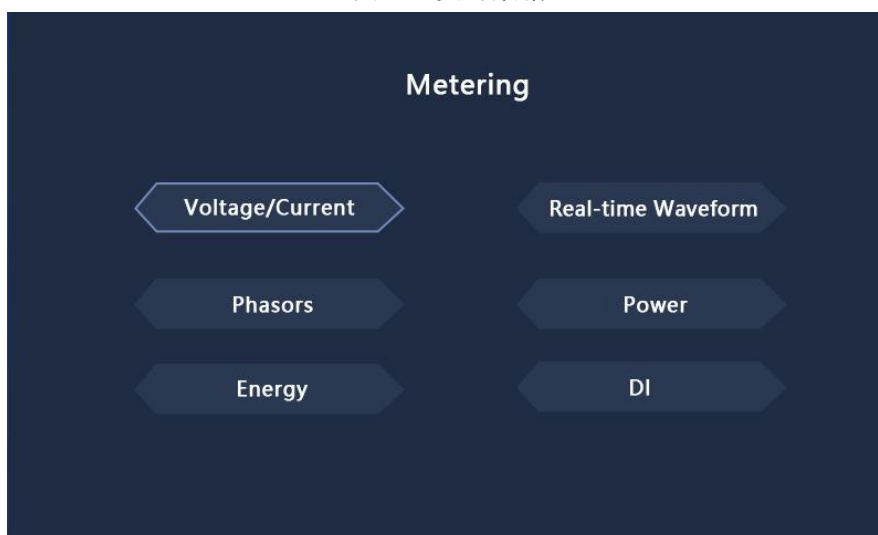 Metering
Voltage/Current
Real-time Waveform
Phasors
Power
Energy
DI